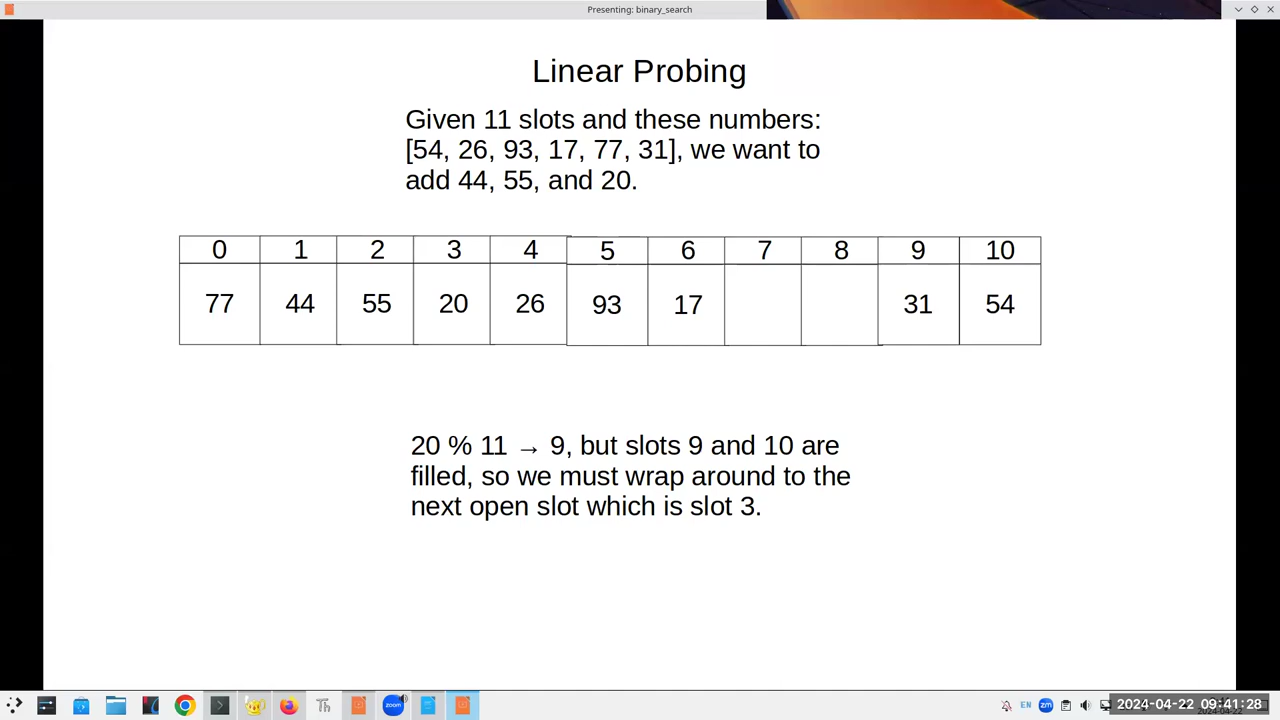 Presenting: binary_search
Linear Probing
Given 11 slots and these numbers:
[54, 26, 93, 17, 77, 31], we want to
add 44, 55, and 20.
0 1 2 3 4 5 6 7 8 9 10
77 44 55 20 26 93 17 31 54
20 % 11 → 9, but slots 9 and 10 are
filled, so we must wrap around to the
next open slot which is slot 3.
Th zoom EN zm 2024-04-22 09:41:28